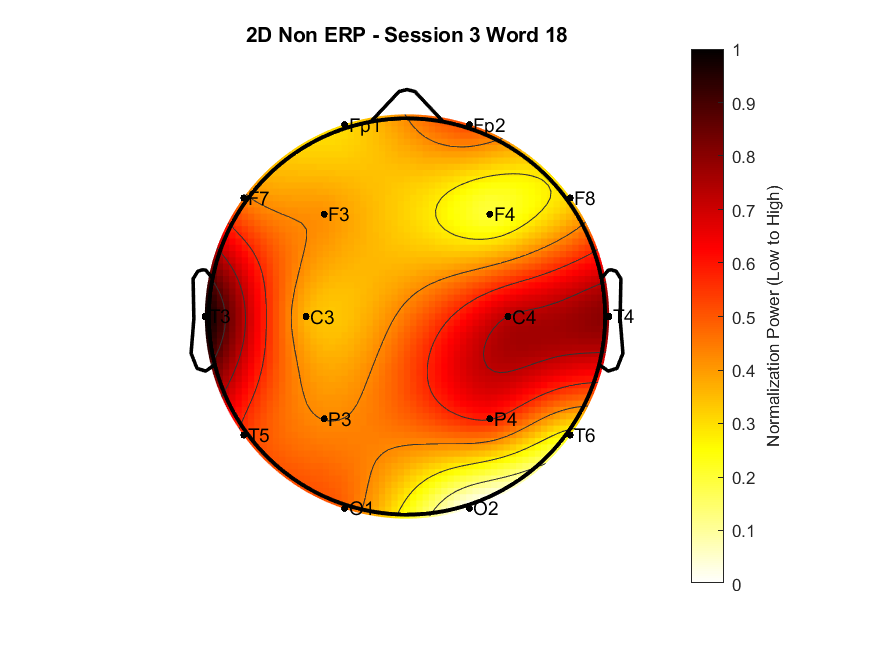 2D Non ERP - Session 3 Word 18
Fp1 Fp2
F7 F3 F4 F8
T3 C3 C4 T4
T5 P3 P4 T6
O1 O2
1
0.9
0.8
0.7
0.6
0.5
0.4
0.3
0.2
0.1
0
Normalization Power (Low to High)